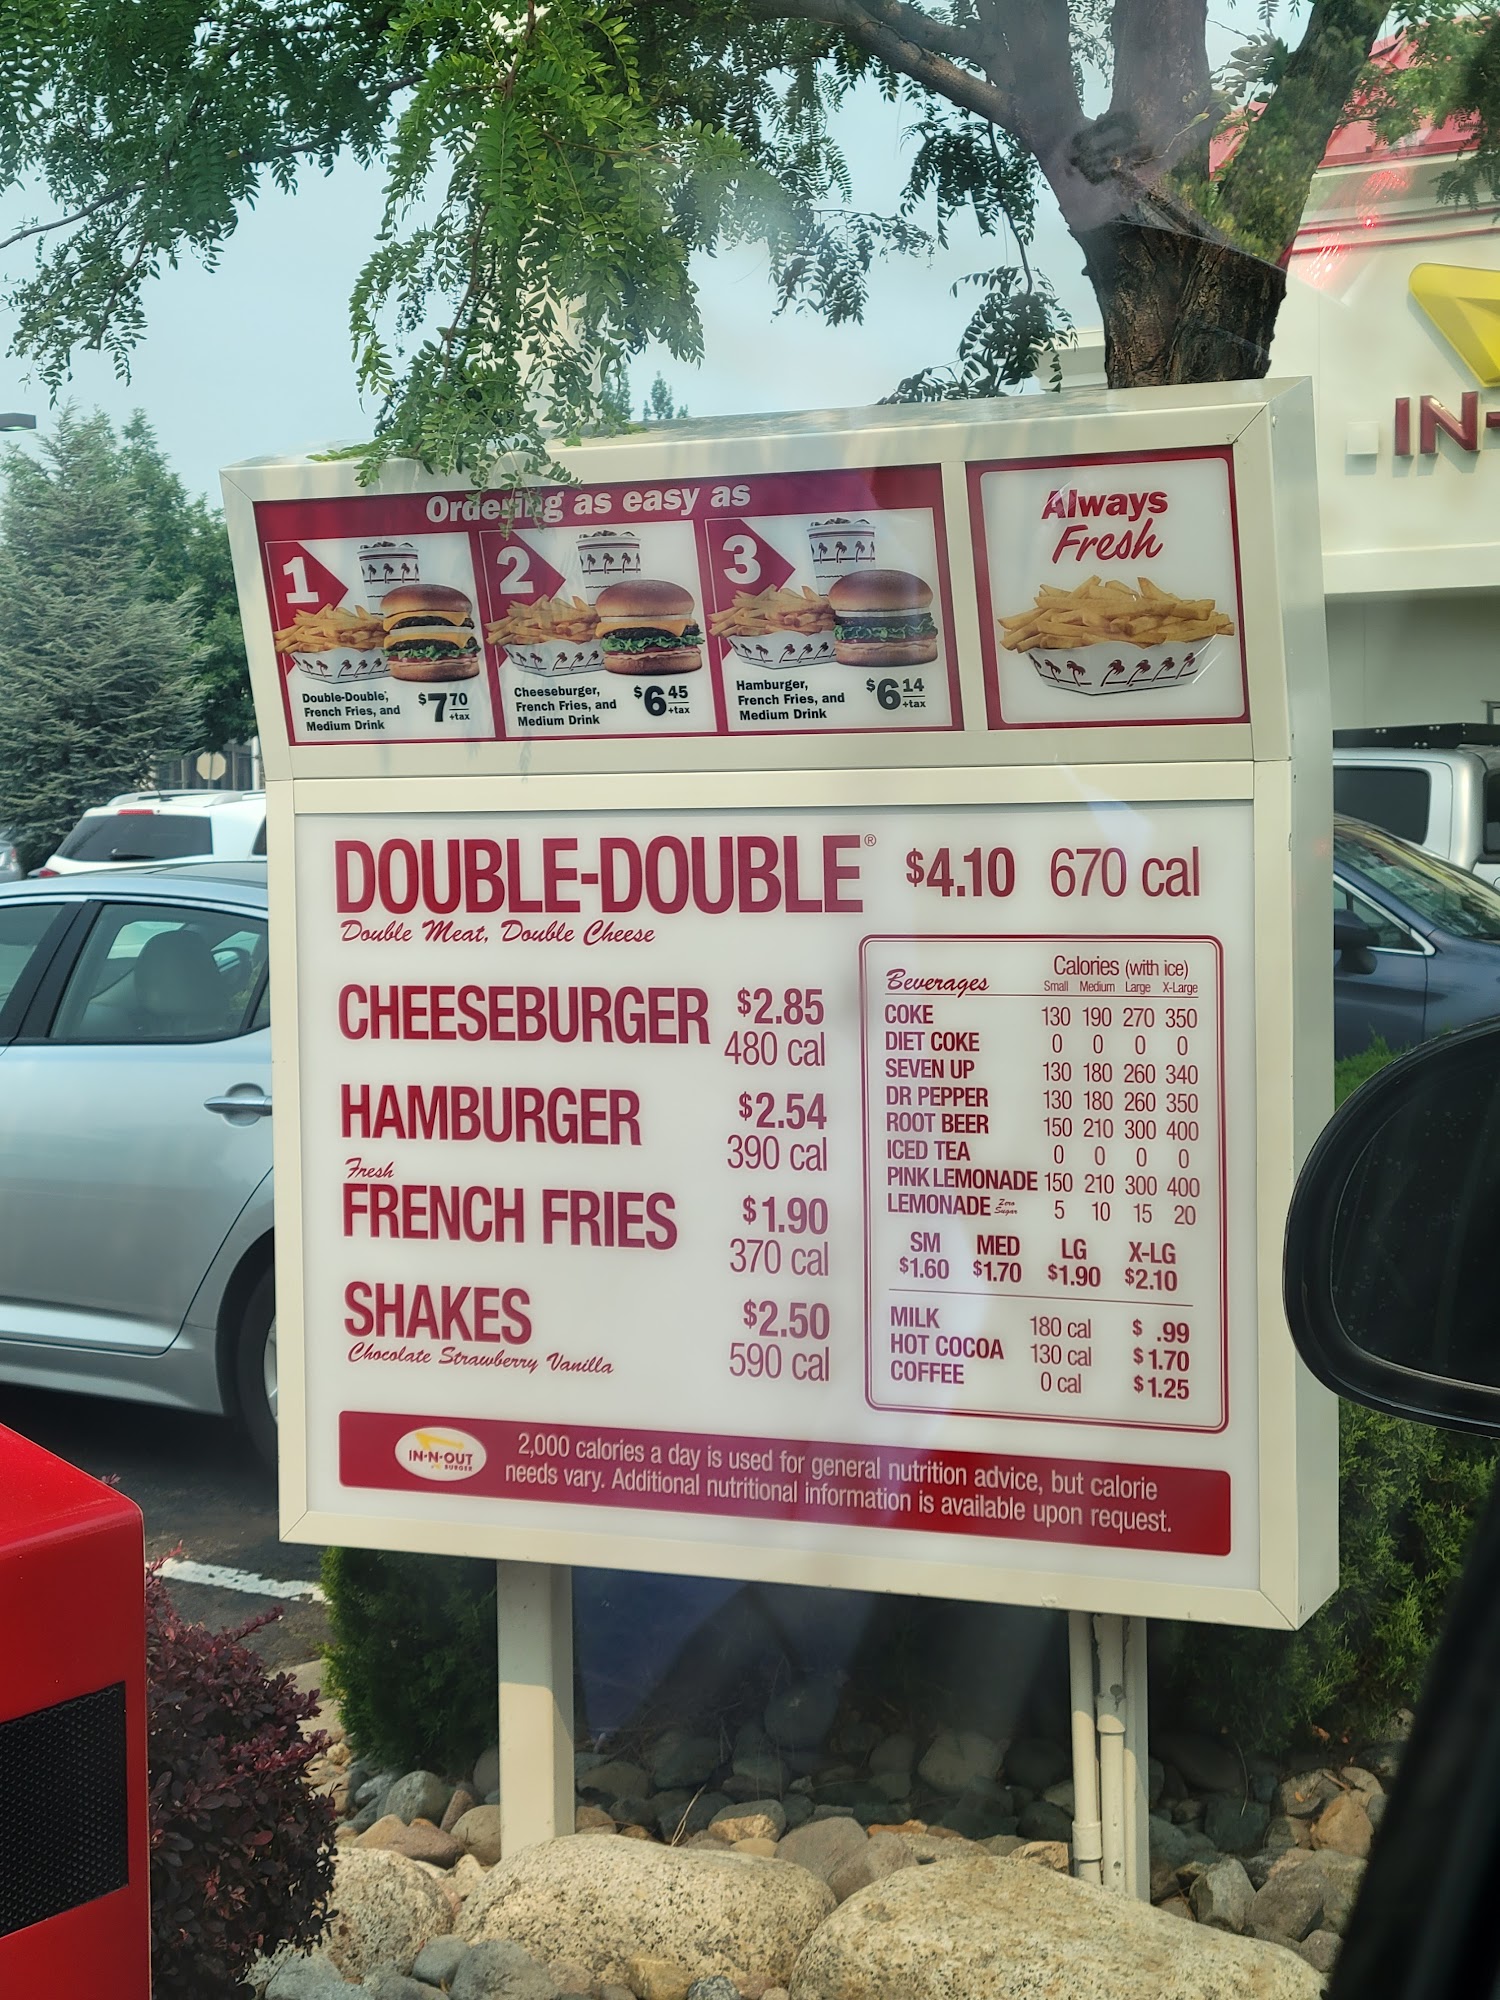 Ordering as easy as
1
Double-Double,
French Fries, and
Medium Drink
$7 70
+tax
2
Cheeseburger,
French Fries, and
Medium Drink
$6 45
+tax
3
Hamburger,
French Fries, and
Medium Drink
$6 14
+tax
Always
Fresh
IN-
DOUBLE-DOUBLE® $4.10 670 cal
Double Meat, Double Cheese
CHEESEBURGER $2.85
480 cal
HAMBURGER $2.54
390 cal
Fresh
FRENCH FRIES $1.90
370 cal
SHAKES $2.50
Chocolate Strawberry Vanilla 590 cal
Calories (with ice)
Beverages Small Medium Large X-Large
COKE 130 190 270 350
DIET COKE 0 0 0 0
SEVEN UP 130 180 260 340
DR PEPPER 130 180 260 350
ROOT BEER 150 210 300 400
ICED TEA 0 0 0 0
PINK LEMONADE 150 210 300 400
LEMONADE Zero Sugar 5 10 15 20
SM MED LG X-LG
$1.60 $1.70 $1.90 $2.10
MILK 180 cal $ .99
HOT COCOA 130 cal $1.70
COFFEE 0 cal $1.25
IN-N-OUT
BURGER
2,000 calories a day is used for general nutrition advice, but calorie
needs vary. Additional nutritional information is available upon request.